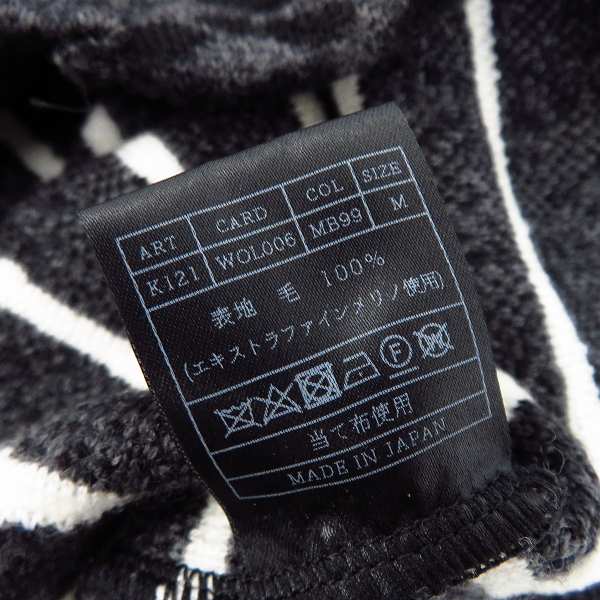 ART CARD COL SIZE
K121 WOL006 MB99 M
表地 毛 100%
(エキストラファインメリノ使用)
F W
当て布使用
MADE IN JAPAN